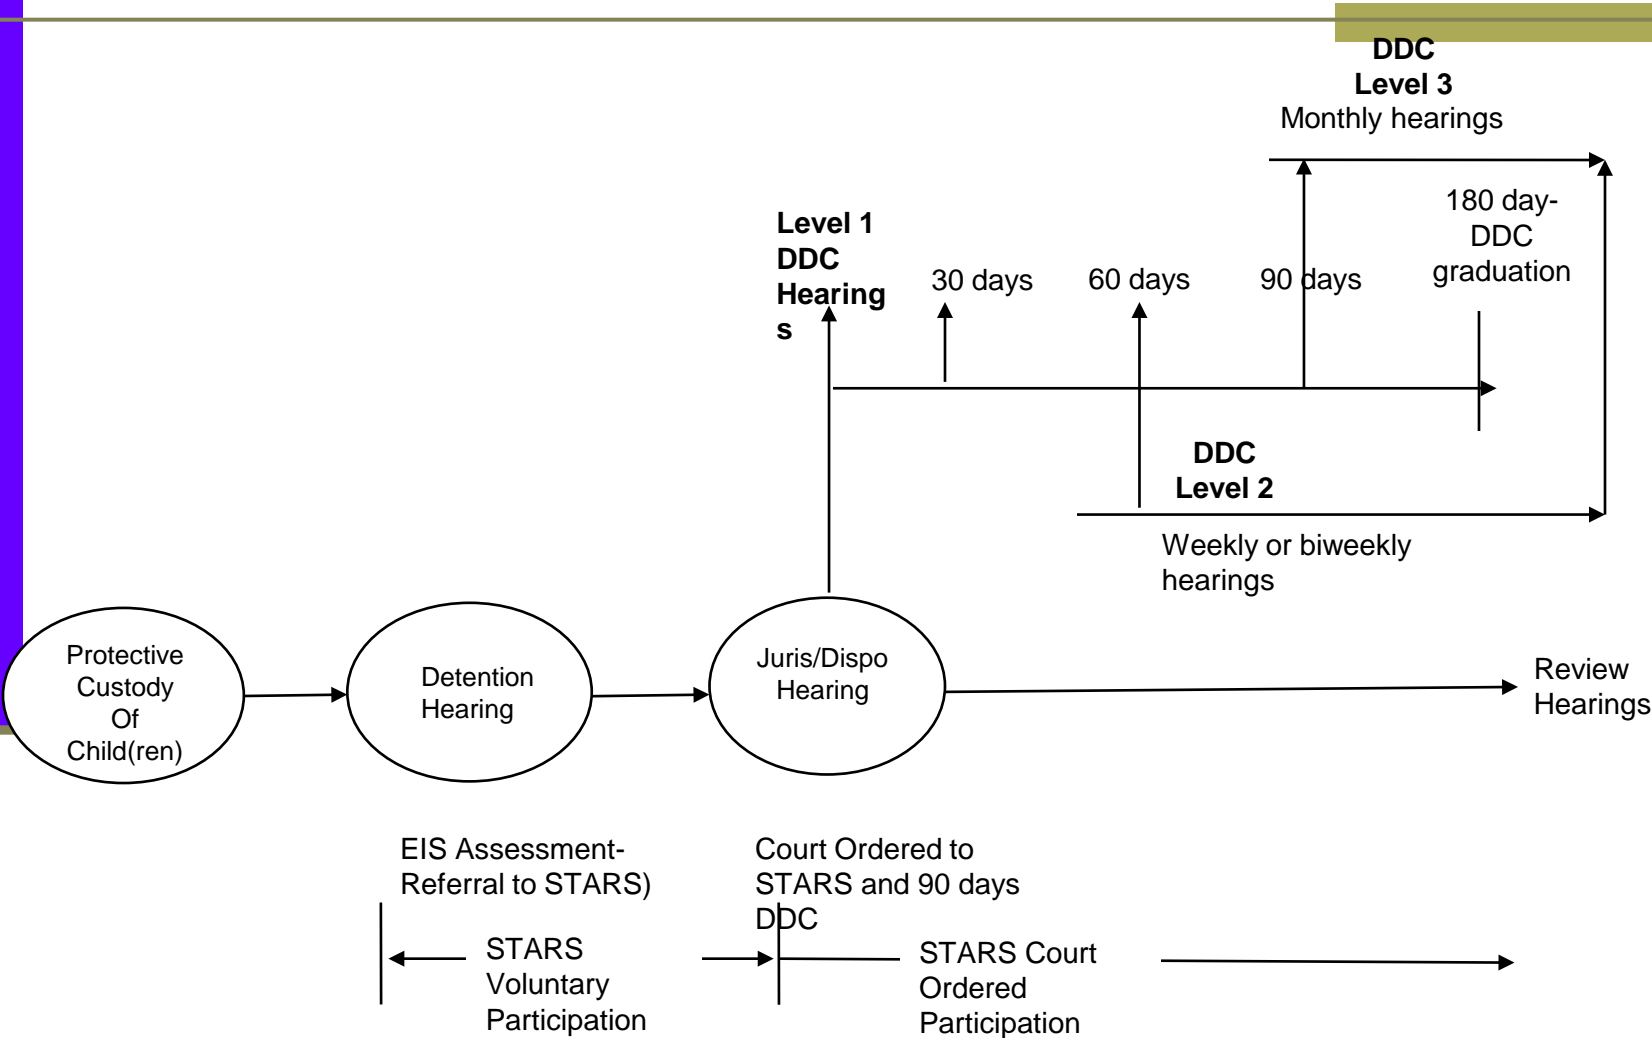 DDC
Level 3
Monthly hearings
180 day-
DDC
graduation
Level 1
DDC
Hearing
s
30 days
60 days
90 days
DDC
Level 2
Weekly or biweekly
hearings
Protective
Custody
Of
Child(ren)
Detention
Hearing
Juris/Dispo
Hearing
Review
Hearings
EIS Assessment-
Referral to STARS)
Court Ordered to
STARS and 90 days
DDC
STARS
Voluntary
Participation
STARS Court
Ordered
Participation